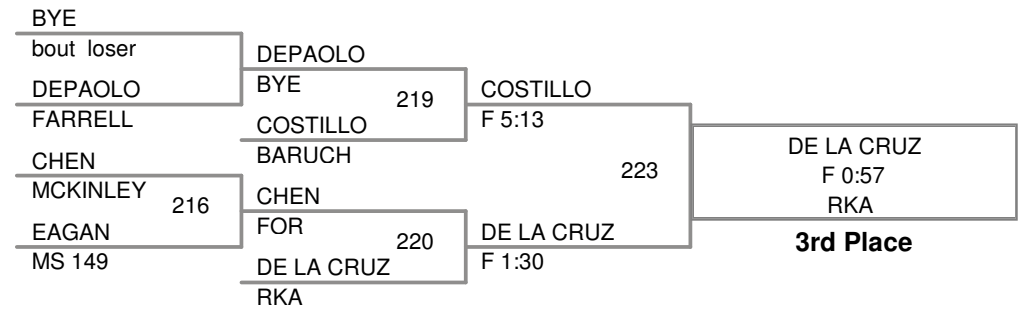 BYE
bout loser
DEPAOLO
FARRELL
CHEN
MCKINLEY
216
EAGAN
MS 149
DEPAOLO
BYE
219
COSTILLO
BARUCH
CHEN
FOR
220
DE LA CRUZ
RKA
COSTILLO
F 5:13
223
DE LA CRUZ
F 1:30
DE LA CRUZ
F 0:57
RKA
3rd Place